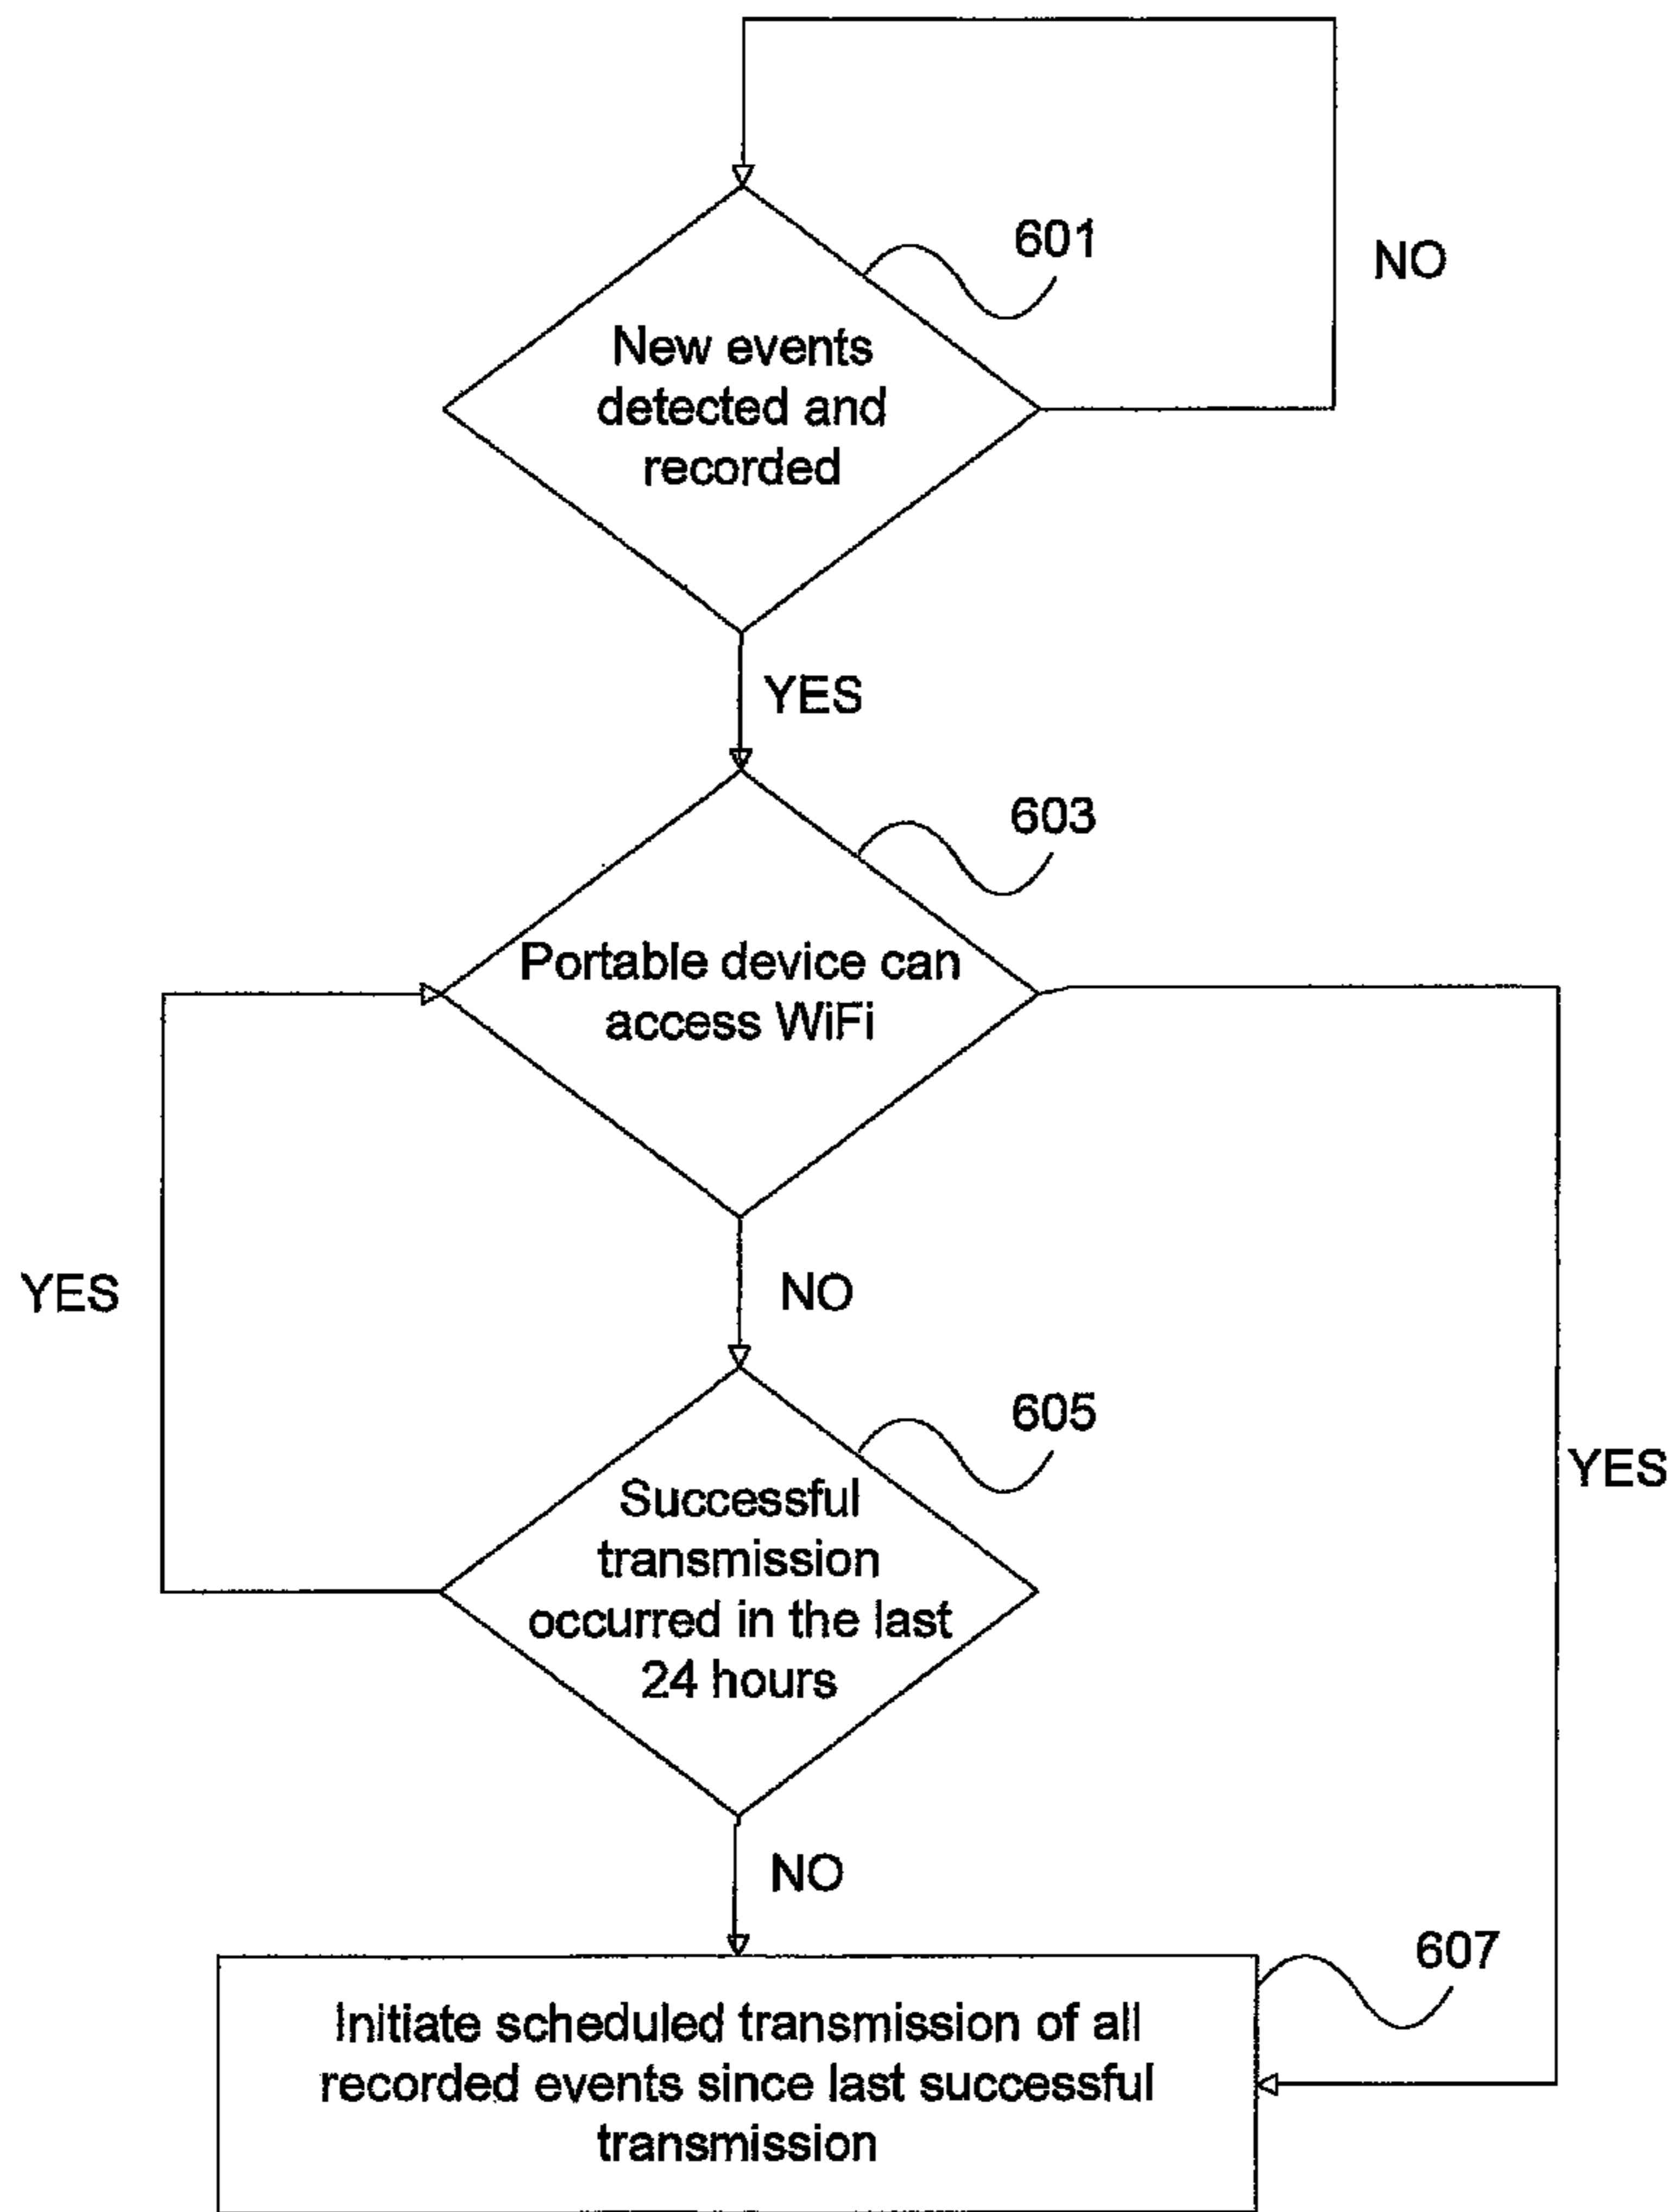 601
NO
New events
detected and
recorded
YES
603
Portable device can
access WiFi
YES
NO
605
YES
Successful
transmission
occurred in the last
24 hours
NO
607
Initiate scheduled transmission of all
recorded events since last successful
transmission